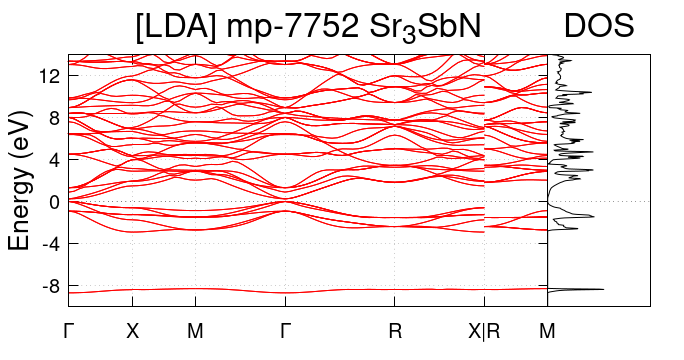 [LDA] mp-7752 Sr₃SbN DOS
Energy (eV)
12
8
4
0
-4
-8
Γ X M Γ R X|R M